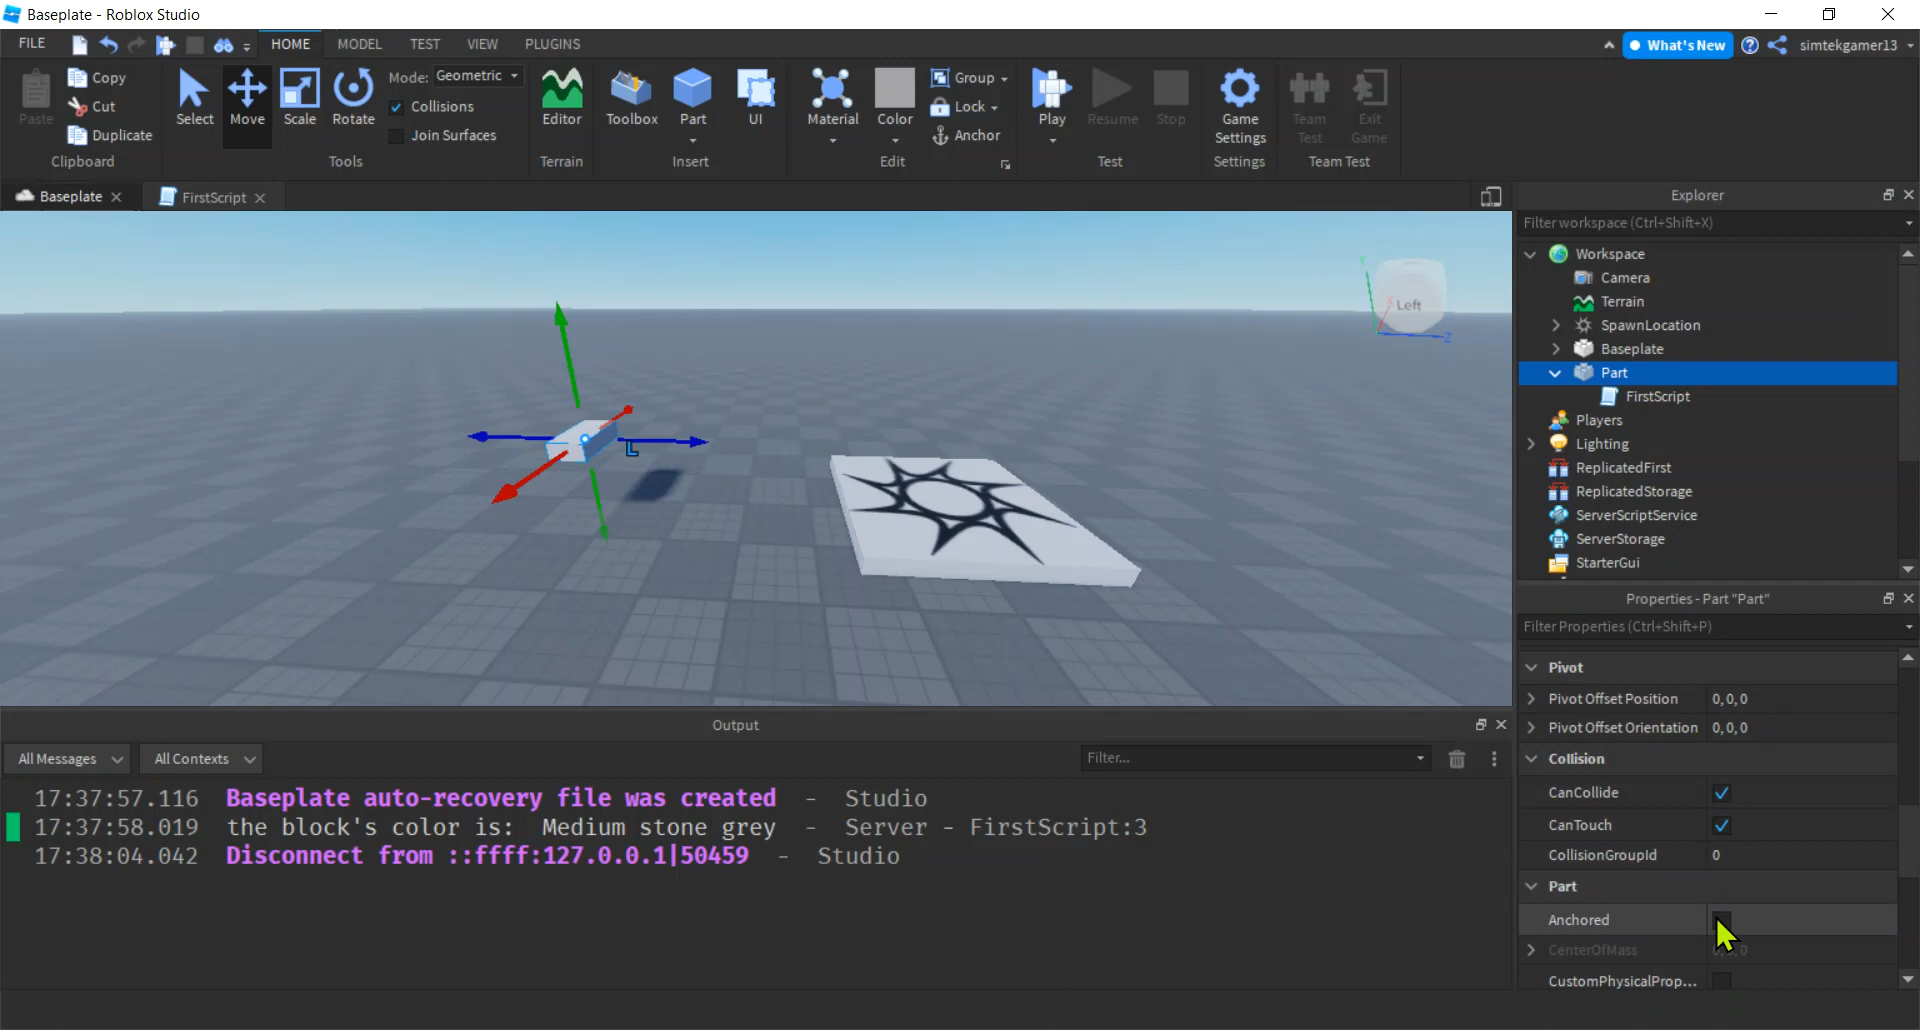 Baseplate - Roblox Studio
FILE HOME MODEL TEST VIEW PLUGINS What's New simtekgamer13
Paste Copy Cut Duplicate Clipboard
Select Move Scale Rotate Mode: Geometric Collisions Join Surfaces Tools
Editor Terrain
Toolbox Part UI Insert
Material Color Group Lock Anchor Edit
Play Resume Stop Test
Game Settings Settings
Team Test Exit Game Team Test
Baseplate FirstScript
Left
Y
X
Z
L
Explorer
Filter workspace (Ctrl+Shift+X)
Workspace
Camera
Terrain
SpawnLocation
Baseplate
Part
FirstScript
Players
Lighting
ReplicatedFirst
ReplicatedStorage
ServerScriptService
ServerStorage
StarterGui
Properties - Part "Part"
Filter Properties (Ctrl+Shift+P)
Pivot
Pivot Offset Position 0, 0, 0
Pivot Offset Orientation 0, 0, 0
Collision
CanCollide
CanTouch
CollisionGroupId 0
Part
Anchored
CenterOfMass
CustomPhysicalProp...
Output
All Messages All Contexts Filter...
17:37:57.116 Baseplate auto-recovery file was created - Studio
17:37:58.019 the block's color is: Medium stone grey - Server - FirstScript:3
17:38:04.042 Disconnect from ::ffff:127.0.0.1|50459 - Studio